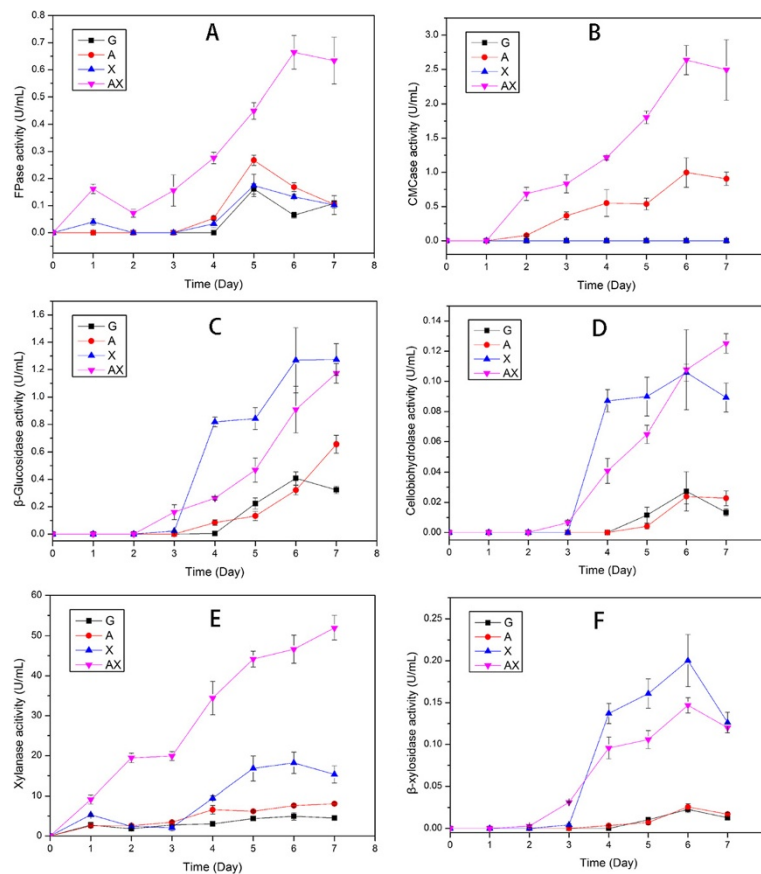 A
G
A
X
AX
FPase activity (U/mL)
0.8
0.7
0.6
0.5
0.4
0.3
0.2
0.1
0.0
0 1 2 3 4 5 6 7 8
Time (Day)
B
G
A
X
AX
CMCase activity (U/mL)
3.0
2.5
2.0
1.5
1.0
0.5
0.0
0 1 2 3 4 5 6 7
Time (Day)
C
G
A
X
AX
β-Glucosidase activity (U/mL)
1.6
1.4
1.2
1.0
0.8
0.6
0.4
0.2
0.0
0 1 2 3 4 5 6 7 8
Time (Day)
D
G
A
X
AX
Cellobiohydrolase activity (U/mL)
0.14
0.12
0.10
0.08
0.06
0.04
0.02
0.00
0 1 2 3 4 5 6 7
Time (Day)
E
G
A
X
AX
Xylanase acitivity (U/mL)
60
50
40
30
20
10
0
0 1 2 3 4 5 6 7 8
Time (Day)
F
G
A
X
AX
β-xylosidase activity (U/mL)
0.25
0.20
0.15
0.10
0.05
0.00
0 1 2 3 4 5 6 7
Time (Day)